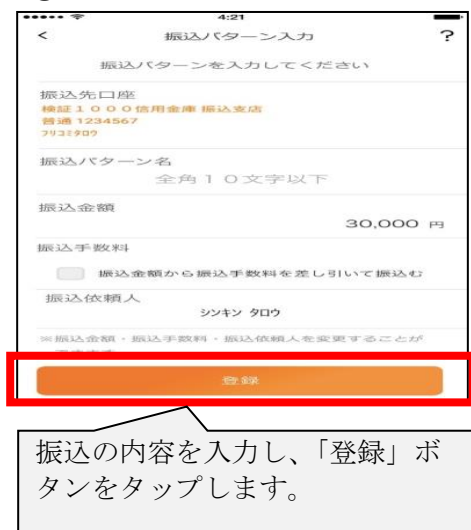 4:21
< 振込パターン入力 ?
振込パターンを入力してください
振込先口座
検証1000信用金庫 振込支店
普通 1234567
フリコミタロウ
振込パターン名
全角10文字以下
振込金額
30,000 円
振込手数料
振込金額から振込手数料を差し引いて振込む
振込依頼人
シンキン タロウ
※振込金額・振込手数料・振込依頼人を変更することが
登録
振込の内容を入力し、「登録」ボ
タンをタップします。